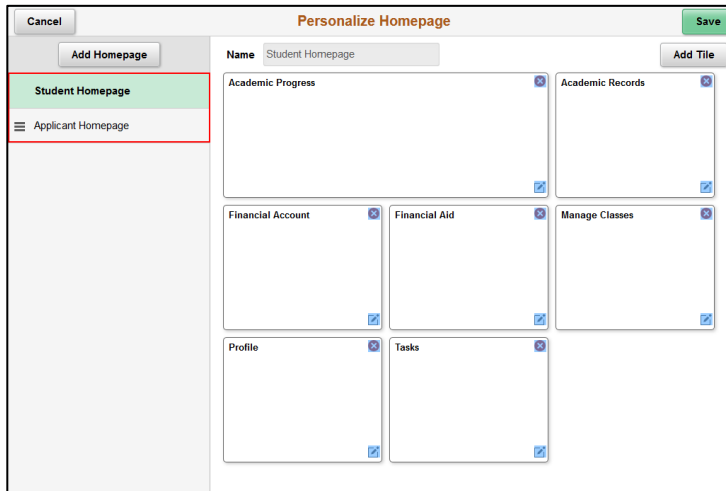 Cancel
Personalize Homepage
Save
Add Homepage
Name
Student Homepage
Add Tile
Student Homepage
Applicant Homepage
Academic Progress
Academic Records
Financial Account
Financial Aid
Manage Classes
Profile
Tasks